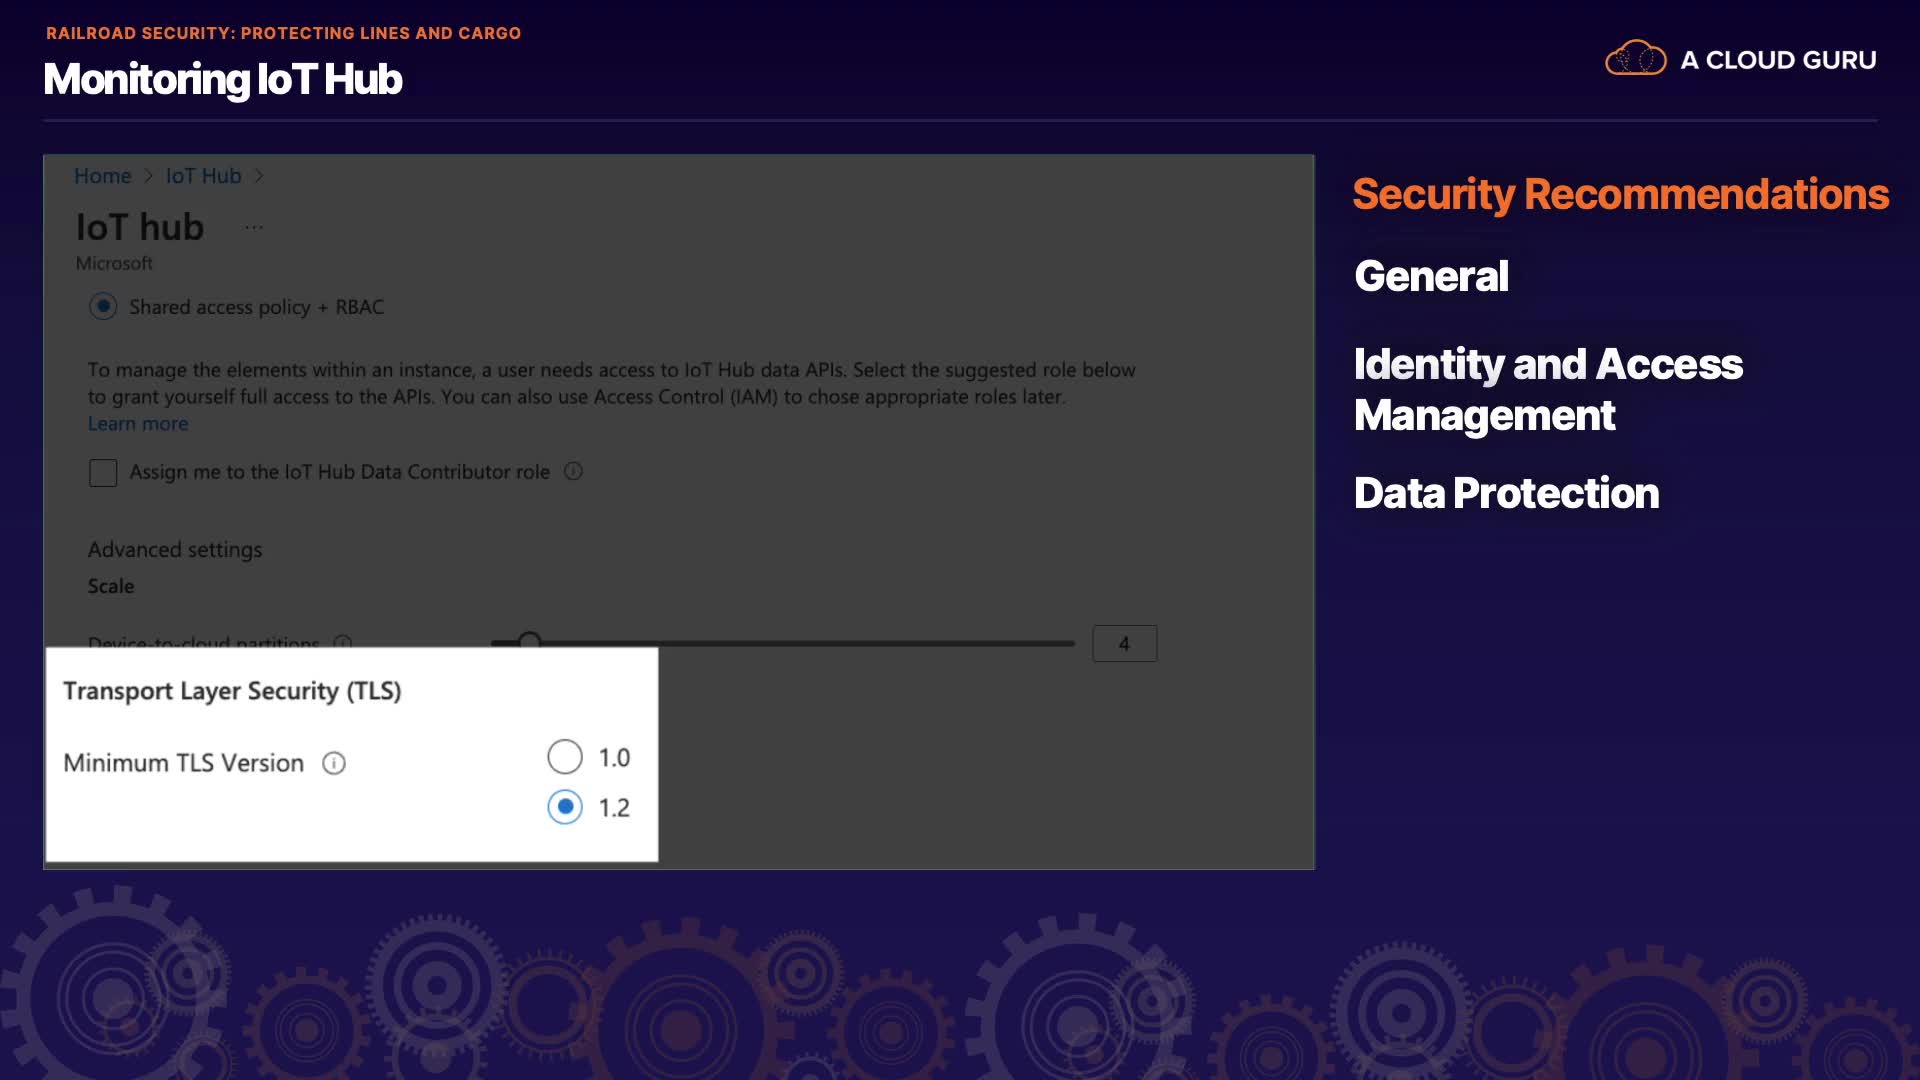 RAILROAD SECURITY: PROTECTING LINES AND CARGO
Monitoring IoT Hub
A CLOUD GURU
Home > IoT Hub >
IoT hub ...
Microsoft
Shared access policy + RBAC
To manage the elements within an instance, a user needs access to IoT Hub data APIs. Select the suggested role below
to grant yourself full access to the APIs. You can also use Access Control (IAM) to chose appropriate roles later.
Learn more
Assign me to the IoT Hub Data Contributor role
Advanced settings
Scale
Device-to-cloud partitions
4
Transport Layer Security (TLS)
Minimum TLS Version
1.0
1.2
Security Recommendations
General
Identity and Access
Management
Data Protection